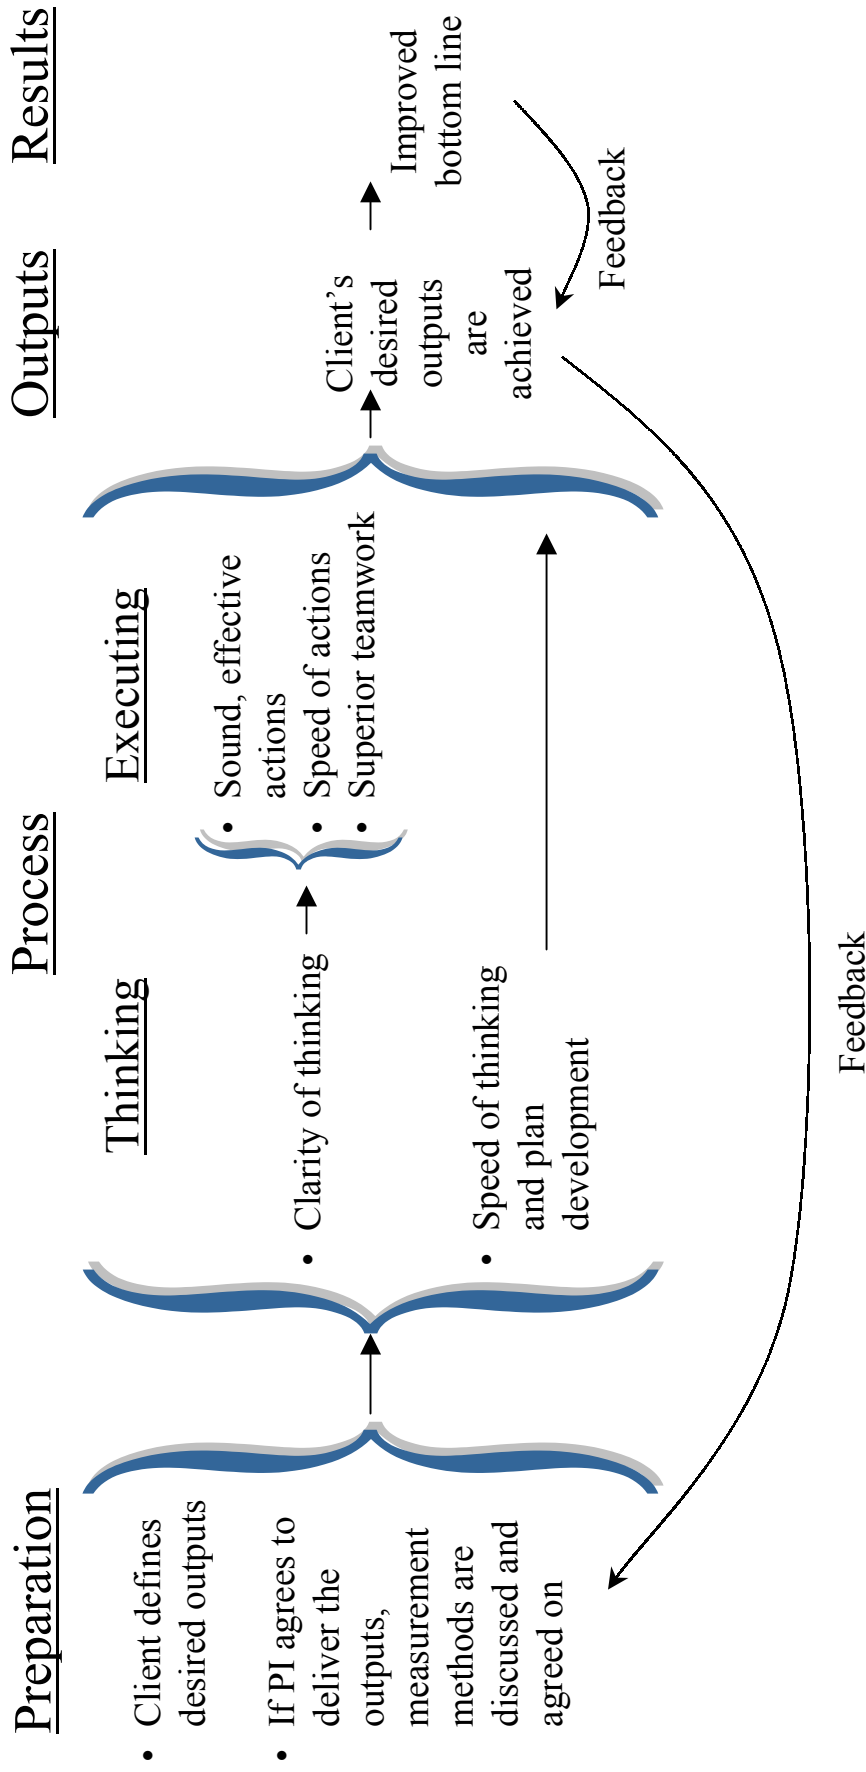 Preparation
Process
Outputs
Results
Thinking
Executing
• Client defines
desired outputs
• If PI agrees to
deliver the
outputs,
measurement
methods are
discussed and
agreed on
• Clarity of thinking
• Speed of thinking
and plan
development
• Sound, effective
actions
• Speed of actions
• Superior teamwork
Client’s
desired
outputs
are
achieved
Improved
bottom line
Feedback
Feedback